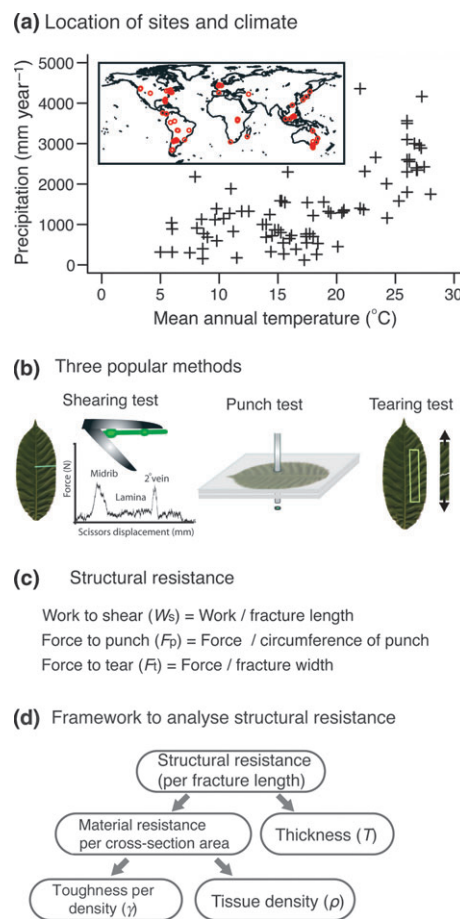 (a) Location of sites and climate
Precipitation (mm year⁻¹)
5000
4000
3000
2000
1000
0
0 5 10 15 20 25 30
Mean annual temperature (°C)
(b) Three popular methods
Shearing test
Punch test
Tearing test
Force (N)
Midrib
2° vein
Lamina
Scissors displacement (mm)
(c) Structural resistance
Work to shear (Ws) = Work / fracture length
Force to punch (Fp) = Force / circumference of punch
Force to tear (Ft) = Force / fracture width
(d) Framework to analyse structural resistance
Structural resistance
(per fracture length)
Material resistance
per cross-section area
Thickness (T)
Toughness per
density (γ)
Tissue density (ρ)